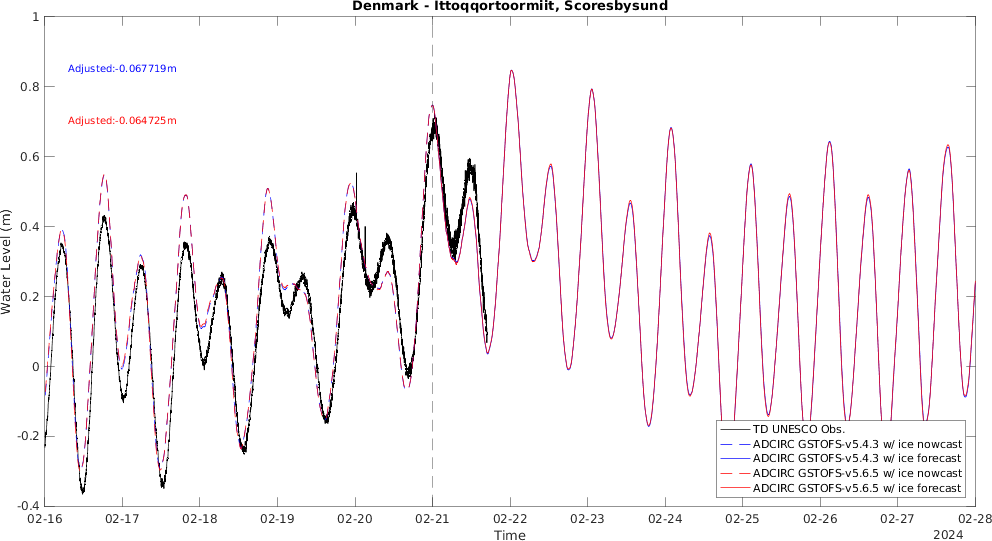 Denmark - Ittoqqortoormiit, Scoresbysund
Adjusted:-0.067719m
Adjusted:-0.064725m
Water Level (m)
1
0.8
0.6
0.4
0.2
0
-0.2
-0.4
TD UNESCO Obs.
ADCIRC GSTOFS-v5.4.3 w/ ice nowcast
ADCIRC GSTOFS-v5.4.3 w/ ice forecast
ADCIRC GSTOFS-v5.6.5 w/ ice nowcast
ADCIRC GSTOFS-v5.6.5 w/ ice forecast
02-16 02-17 02-18 02-19 02-20 02-21 02-22 02-23 02-24 02-25 02-26 02-27 02-28
Time
2024